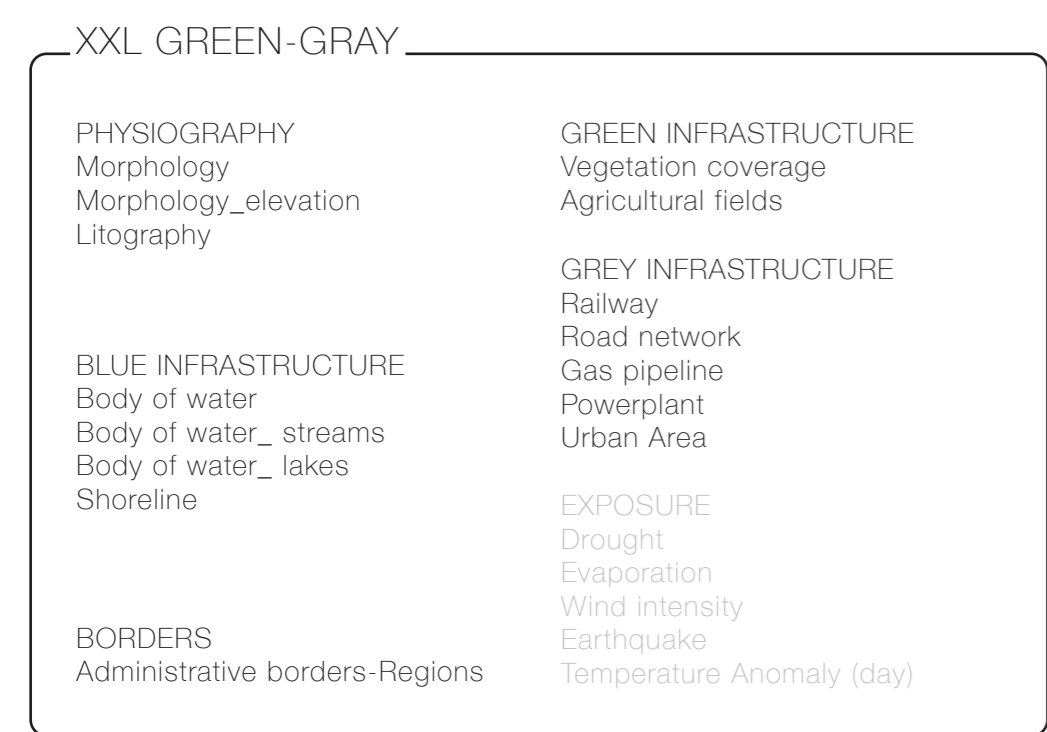 XXL GREEN-GRAY
PHYSIOGRAPHY
Morphology
Morphology_elevation
Litography
BLUE INFRASTRUCTURE
Body of water
Body of water_ streams
Body of water_ lakes
Shoreline
BORDERS
Administrative borders-Regions
GREEN INFRASTRUCTURE
Vegetation coverage
Agricultural fields
GREY INFRASTRUCTURE
Railway
Road network
Gas pipeline
Powerplant
Urban Area
EXPOSURE
Drought
Evaporation
Wind intensity
Earthquake
Temperature Anomaly (day)